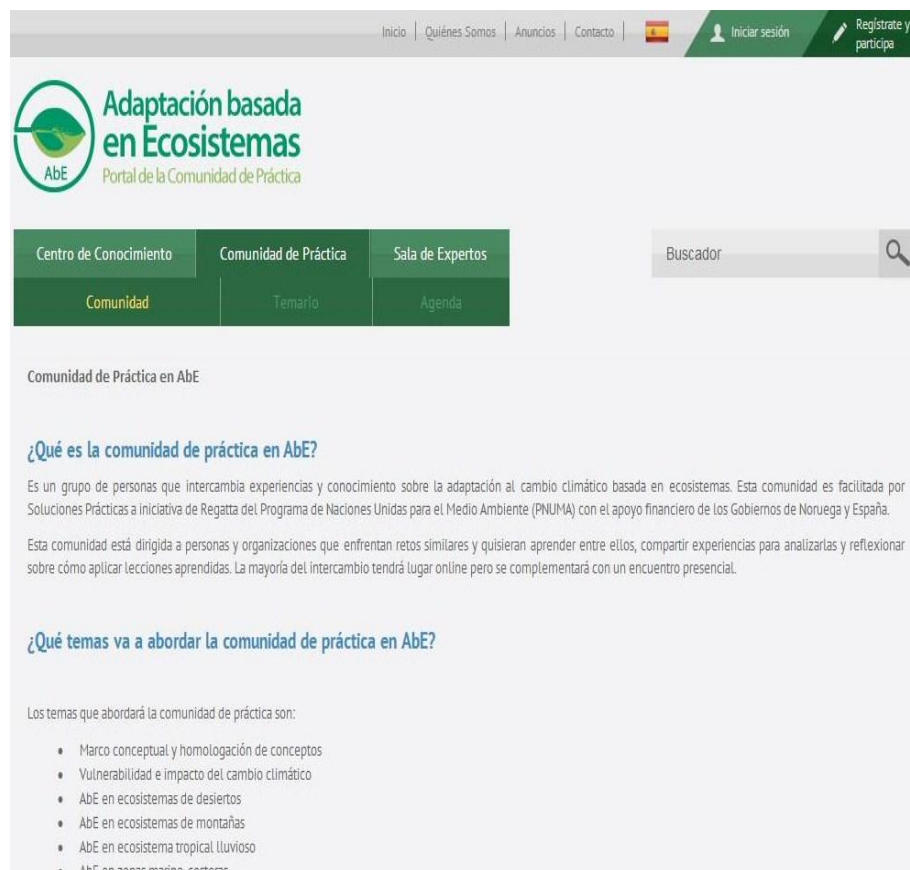 Inicio | Quiénes Somos | Anuncios | Contacto |
Iniciar sesión
Regístrate y
participa
Adaptación basada
en Ecosistemas
Portal de la Comunidad de Práctica
AbE
Centro de Conocimiento
Comunidad de Práctica
Sala de Expertos
Buscador
Comunidad
Temario
Agenda
Comunidad de Práctica en AbE
¿Qué es la comunidad de práctica en AbE?
Es un grupo de personas que intercambia experiencias y conocimiento sobre la adaptación al cambio climático basada en ecosistemas. Esta comunidad es facilitada por
Soluciones Prácticas a iniciativa de Regatta del Programa de Naciones Unidas para el Medio Ambiente (PNUMA) con el apoyo financiero de los Gobiernos de Noruega y España.
Esta comunidad está dirigida a personas y organizaciones que enfrentan retos similares y quisieran aprender entre ellos, compartir experiencias para analizarlas y reflexionar
sobre cómo aplicar lecciones aprendidas. La mayoría del intercambio tendrá lugar online pero se complementará con un encuentro presencial.
¿Qué temas va a abordar la comunidad de práctica en AbE?
Los temas que abordará la comunidad de práctica son:
• Marco conceptual y homologación de conceptos
• Vulnerabilidad e impacto del cambio climático
• AbE en ecosistemas de desiertos
• AbE en ecosistemas de montañas
• AbE en ecosistema tropical lluvioso
• AbE en zonas marino-costeras